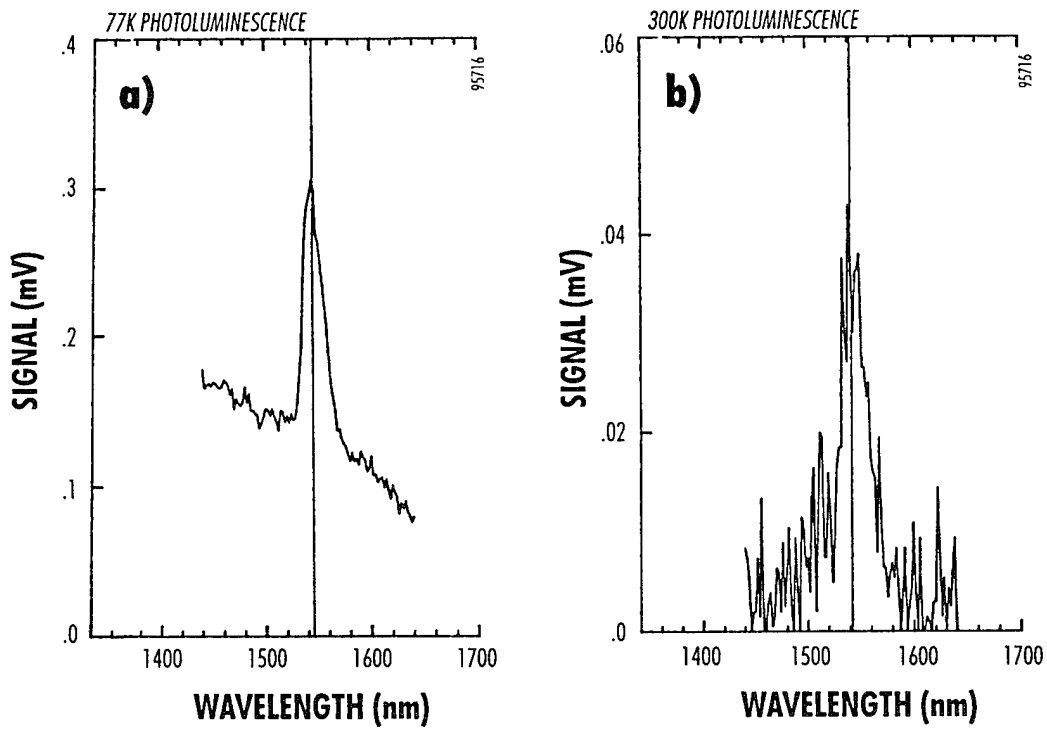 77K PHOTOLUMINESCENCE
.4
.3
.2
.1
.0
SIGNAL (mV)
a)
95716
1400 1500 1600 1700
WAVELENGTH (nm)
300K PHOTOLUMINESCENCE
.06
.04
.02
.0
SIGNAL (mV)
b)
95716
1400 1500 1600 1700
WAVELENGTH (nm)